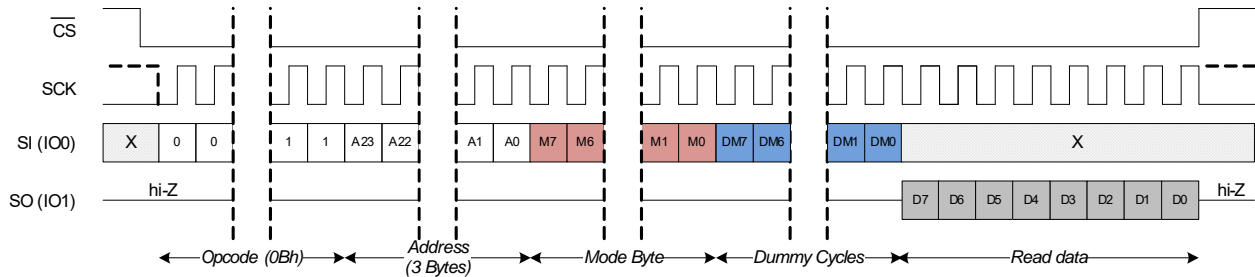 CS
SCK
SI (IO0) X 0 0 1 1 A23 A22 A1 A0 M7 M6 M1 M0 DM7 DM6 DM1 DM0 X
hi-Z
SO (IO1) D7 D6 D5 D4 D3 D2 D1 D0 hi-Z
Opcode (0Bh) Address (3 Bytes) Mode Byte Dummy Cycles Read data